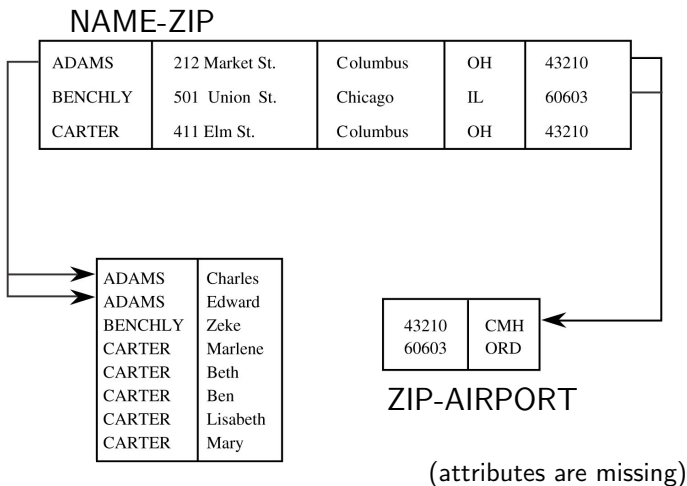 NAME-ZIP
ADAMS 212 Market St. Columbus OH 43210
BENCHLY 501 Union St. Chicago IL 60603
CARTER 411 Elm St. Columbus OH 43210
ADAMS Charles
ADAMS Edward
BENCHLY Zeke
CARTER Marlene
CARTER Beth
CARTER Ben
CARTER Lisabeth
CARTER Mary
43210 CMH
60603 ORD
ZIP-AIRPORT
(attributes are missing)